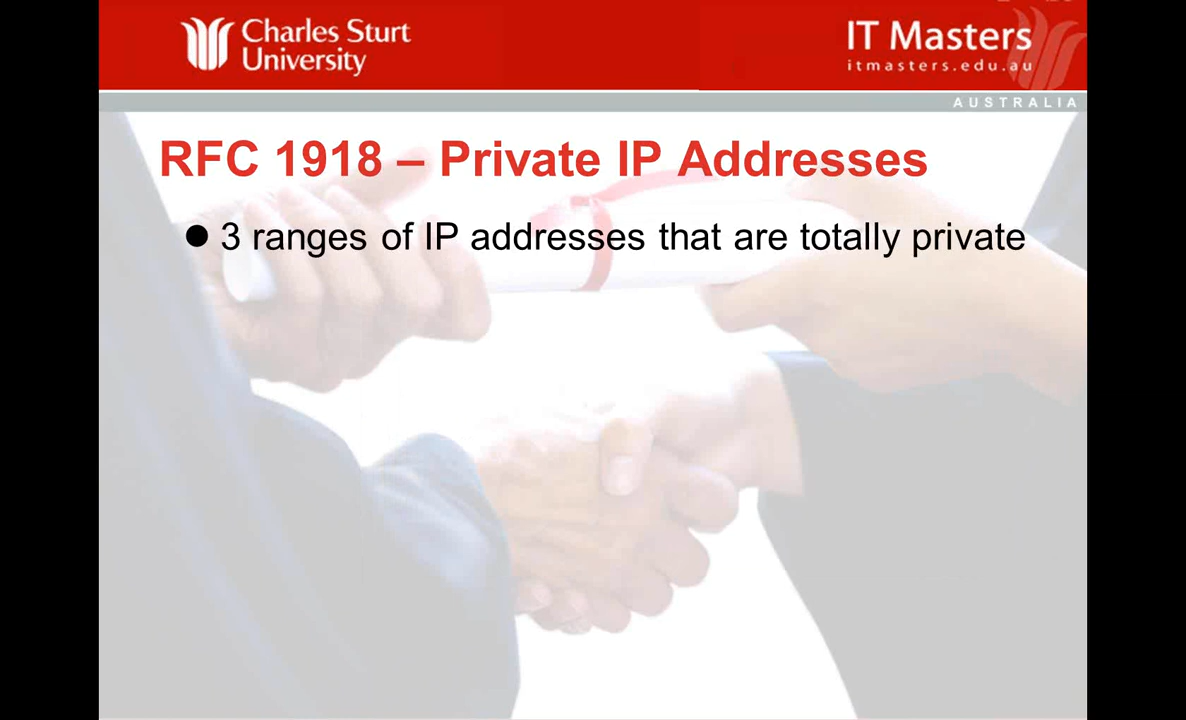 Charles Sturt
University
IT Masters
itmasters.edu.au
AUSTRALIA
RFC 1918 – Private IP Addresses
● 3 ranges of IP addresses that are totally private